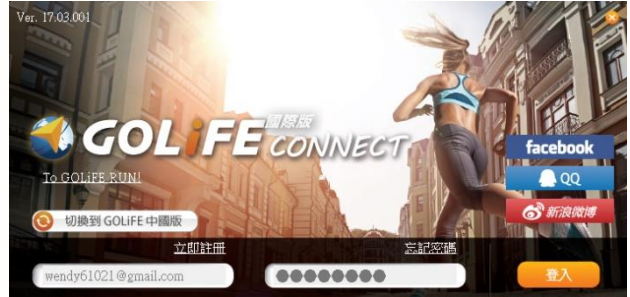 Ver. 17.03.001
國際版
GOLiFE CONNECT
To GOLiFE RUN!
facebook
QQ
新浪微博
切換到 GOLiFE 中國版
立即註冊
忘記密碼
wendy61021@gmail.com
●●●●●●●●
登入